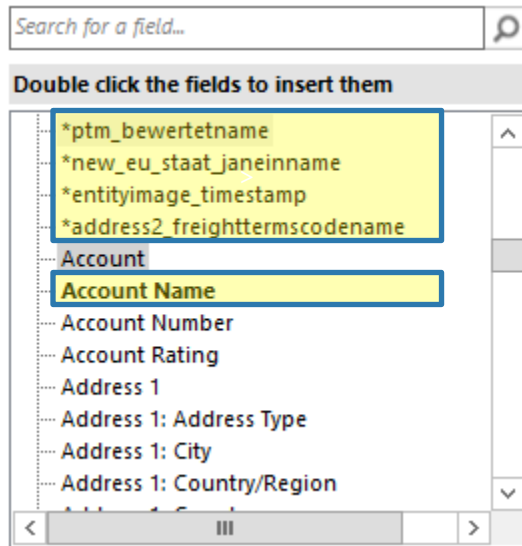 Search for a field...
Double click the fields to insert them
*ptm_bewertetname
*new_eu_staat_janeinname
*entityimage_timestamp
*address2_freighttermscodename
Account
Account Name
Account Number
Account Rating
Address 1
Address 1: Address Type
Address 1: City
Address 1: Country/Region